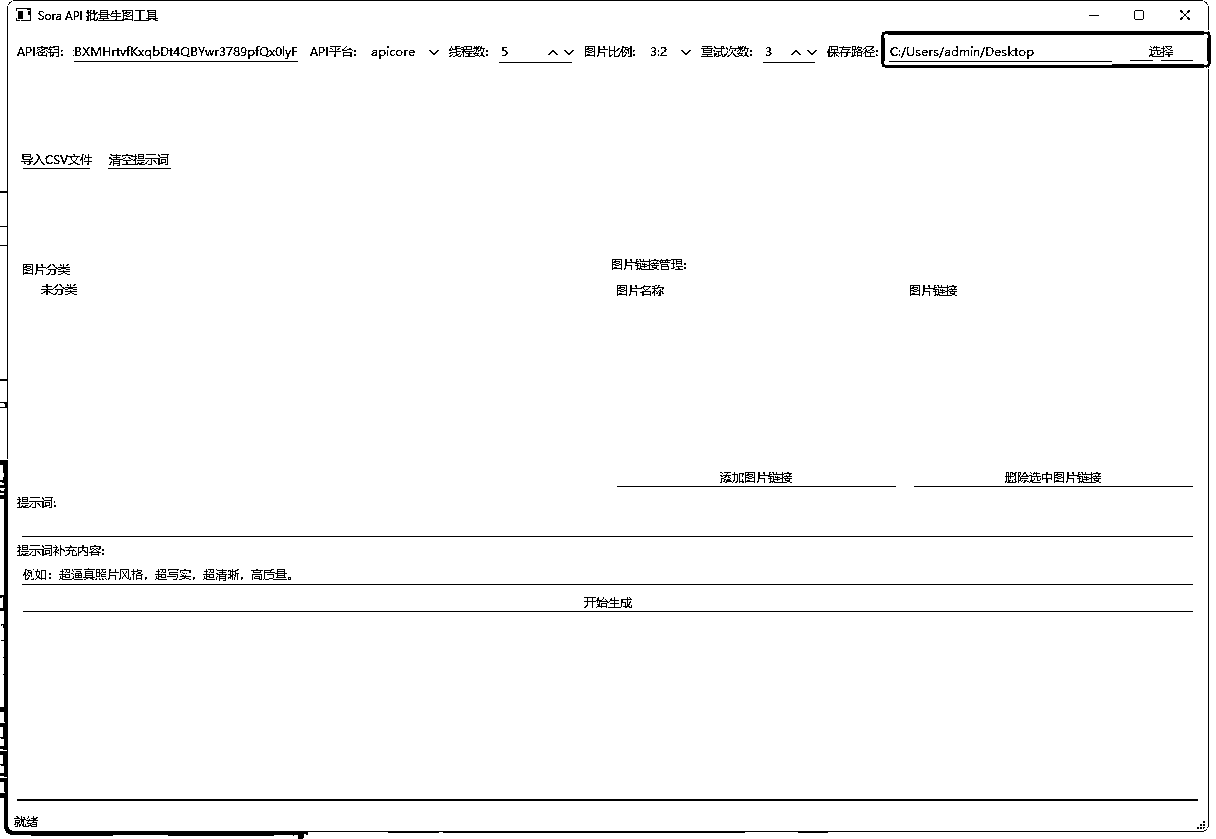 Sora API 批量生图工具
API密钥: BXMHrtvfKxqbDt4QBYwr3789pfQx0lyF API平台: apicore 线程数: 5 图片比例: 3:2 重试次数: 3 保存路径: C:/Users/admin/Desktop 选择
导入CSV文件 清空提示词
图片分类 图片链接管理:
未分类 图片名称 图片链接
添加图片链接 删除选中图片链接
提示词:
提示词补充内容:
例如：超逼真照片风格，超写实，超清晰，高质量。
开始生成
就绪